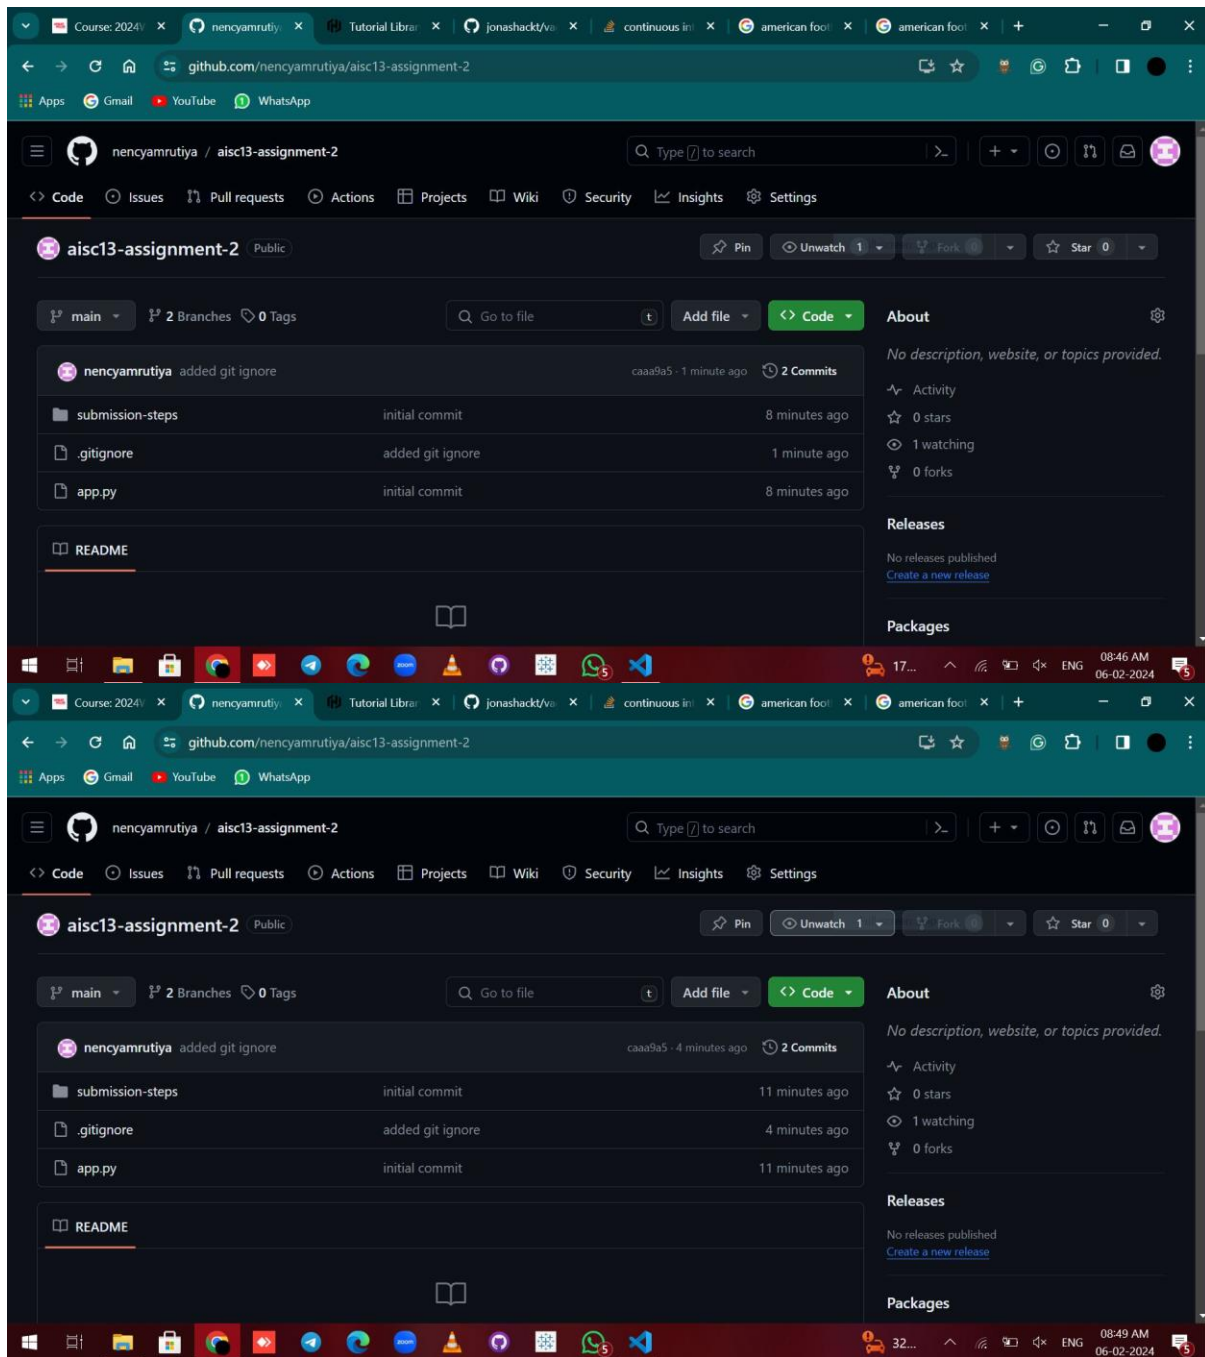 Course: 2024V
nencyamrutiy
Tutorial Librar
jonashackt/va
continuous int
american foot
american foot
github.com/nencyamrutiya/aisc13-assignment-2
Apps Gmail YouTube WhatsApp
nencyamrutiya / aisc13-assignment-2
Type / to search
Code Issues Pull requests Actions Projects Wiki Security Insights Settings
aisc13-assignment-2 Public
Pin Unwatch 1 Fork 0 Star 0
main 2 Branches 0 Tags Go to file t Add file Code
About
No description, website, or topics provided.
nencyamrutiya added git ignore caaa9a5 · 1 minute ago 2 Commits
Activity
submission-steps initial commit 8 minutes ago
0 stars
1 watching
.gitignore added git ignore 1 minute ago
0 forks
app.py initial commit 8 minutes ago
Releases
README
No releases published
Create a new release
Packages
zoom 5 17... ENG 08:46 AM
06-02-2024 5
Course: 2024V
nencyamrutiy
Tutorial Librar
jonashackt/va
continuous int
american foot
american foot
github.com/nencyamrutiya/aisc13-assignment-2
Apps Gmail YouTube WhatsApp
nencyamrutiya / aisc13-assignment-2
Type / to search
Code Issues Pull requests Actions Projects Wiki Security Insights Settings
aisc13-assignment-2 Public
Pin Unwatch 1 Fork 0 Star 0
main 2 Branches 0 Tags Go to file t Add file Code
About
No description, website, or topics provided.
nencyamrutiya added git ignore caaa9a5 · 4 minutes ago 2 Commits
Activity
submission-steps initial commit 11 minutes ago
0 stars
1 watching
.gitignore added git ignore 4 minutes ago
0 forks
app.py initial commit 11 minutes ago
Releases
README
No releases published
Create a new release
Packages
zoom 5 32... ENG 08:49 AM
06-02-2024 5